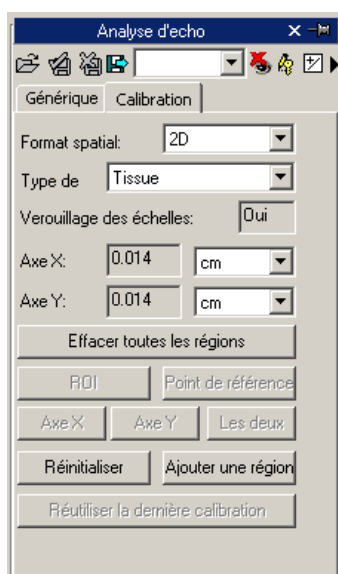 Analyse d'echo
Générique Calibration
Format spatial: 2D
Type de Tissue
Verouillage des échelles: Oui
Axe X: 0.014 cm
Axe Y: 0.014 cm
Effacer toutes les régions
ROI Point de référence
Axe X Axe Y Les deux
Réinitialiser Ajouter une région
Réutiliser la dernière calibration